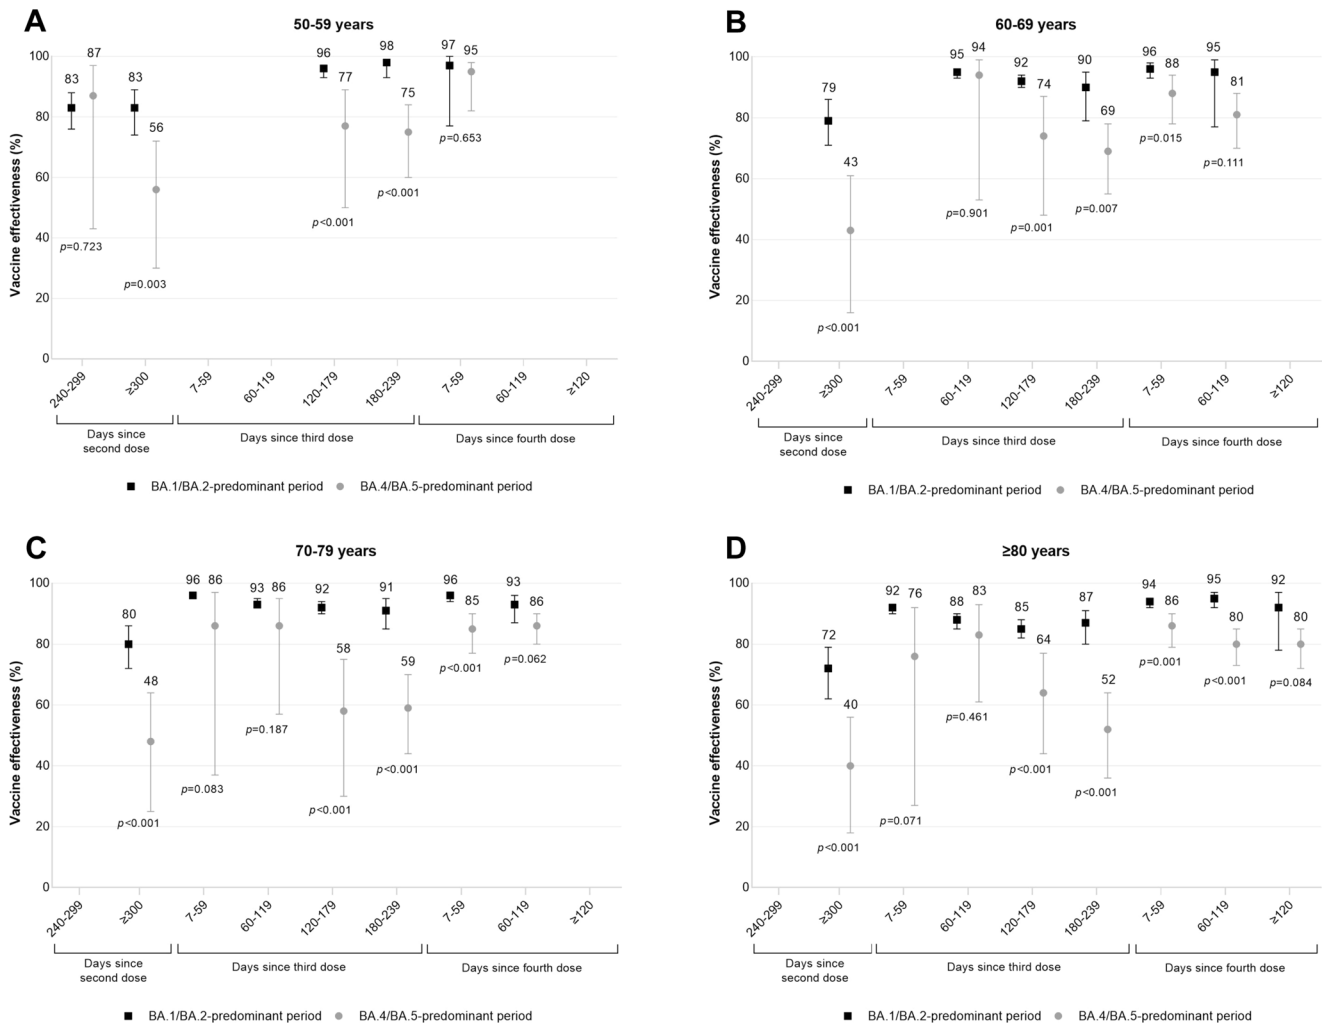 A
50-59 years
Vaccine effectiveness (%)
100
80
60
40
20
0
83
87
83
56
96
77
98
75
97
95
p=0.723
p=0.003
p<0.001
p<0.001
p=0.653
240-299
≥300
7-59
60-119
120-179
180-239
7-59
60-119
≥120
Days since
second dose
Days since third dose
Days since fourth dose
BA.1/BA.2-predominant period
BA.4/BA.5-predominant period
B
60-69 years
Vaccine effectiveness (%)
100
80
60
40
20
0
79
43
95
94
92
74
90
69
96
88
95
81
p<0.001
p=0.901
p=0.001
p=0.007
p=0.015
p=0.111
240-299
≥300
7-59
60-119
120-179
180-239
7-59
60-119
≥120
Days since
second dose
Days since third dose
Days since fourth dose
BA.1/BA.2-predominant period
BA.4/BA.5-predominant period
C
70-79 years
Vaccine effectiveness (%)
100
80
60
40
20
0
80
48
96
86
93
86
92
58
91
59
96
85
93
86
p<0.001
p=0.083
p=0.187
p<0.001
p<0.001
p<0.001
p=0.062
240-299
≥300
7-59
60-119
120-179
180-239
7-59
60-119
≥120
Days since
second dose
Days since third dose
Days since fourth dose
BA.1/BA.2-predominant period
BA.4/BA.5-predominant period
D
≥80 years
Vaccine effectiveness (%)
100
80
60
40
20
0
72
40
92
76
88
83
85
64
87
52
94
86
95
80
92
80
p<0.001
p=0.071
p=0.461
p<0.001
p<0.001
p=0.001
p<0.001
p=0.084
240-299
≥300
7-59
60-119
120-179
180-239
7-59
60-119
≥120
Days since
second dose
Days since third dose
Days since fourth dose
BA.1/BA.2-predominant period
BA.4/BA.5-predominant period